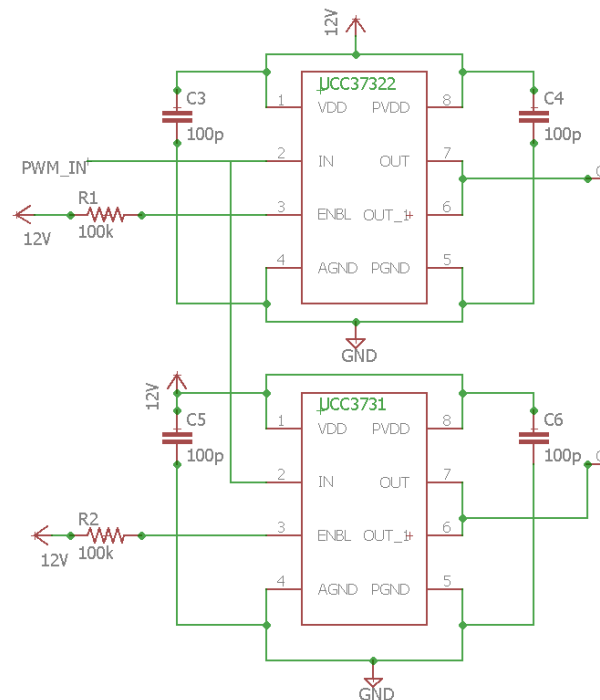 12V
UCC37322
C3
100p
C4
100p
1
VDD
PVDD
8
PWM_IN
2
IN
OUT
7
R1
100k
12V
3
ENBL
OUT_1
6
4
AGND
PGND
5
GND
12V
UCC3731
C5
100p
C6
100p
1
VDD
PVDD
8
2
IN
OUT
7
R2
100k
12V
3
ENBL
OUT_1
6
4
AGND
PGND
5
GND